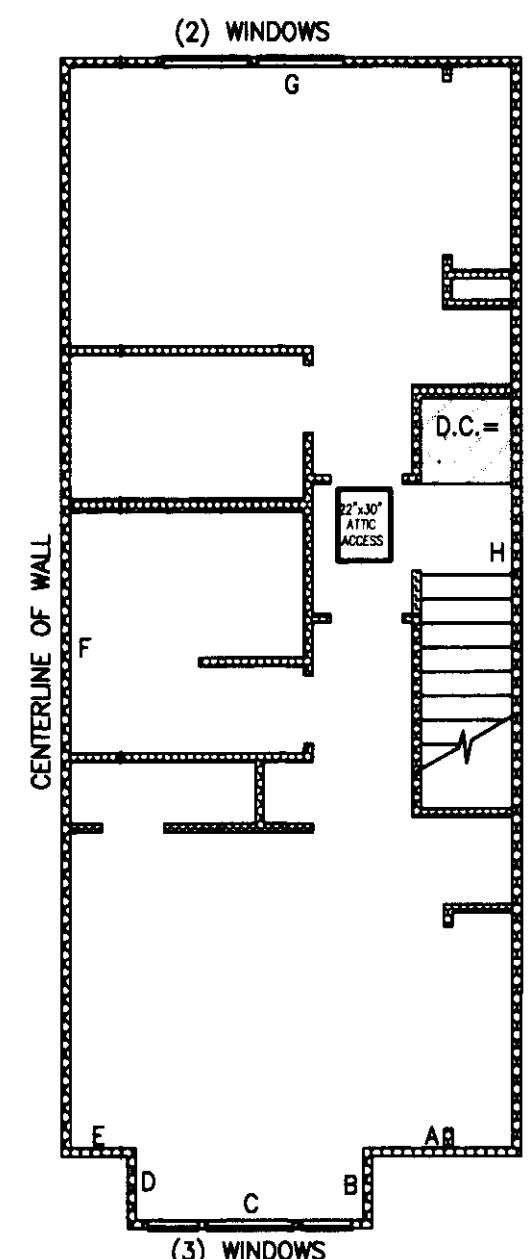 (2) WINDOWS
G
D.C.=
22"x30"
ATTIC
ACCESS
H
CENTERLINE OF WALL
F
E
A
D
B
C
(3) WINDOWS